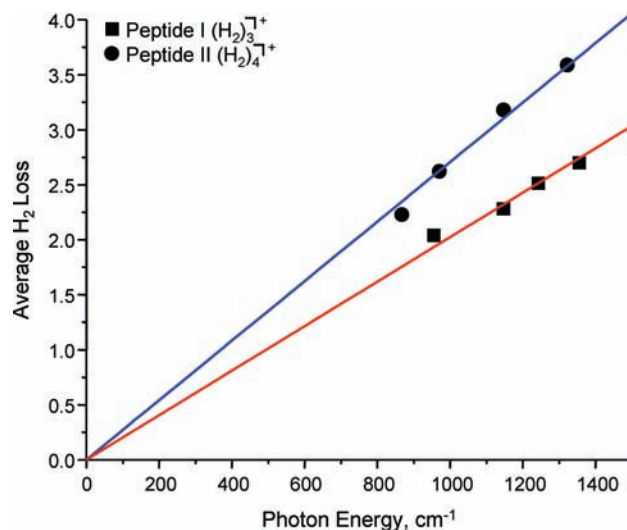 Peptide I (H₂)₃⁺
Peptide II (H₂)₄⁺
4.0
3.5
3.0
2.5
2.0
1.5
1.0
0.5
0.0
Average H₂ Loss
0 200 400 600 800 1000 1200 1400
Photon Energy, cm⁻¹